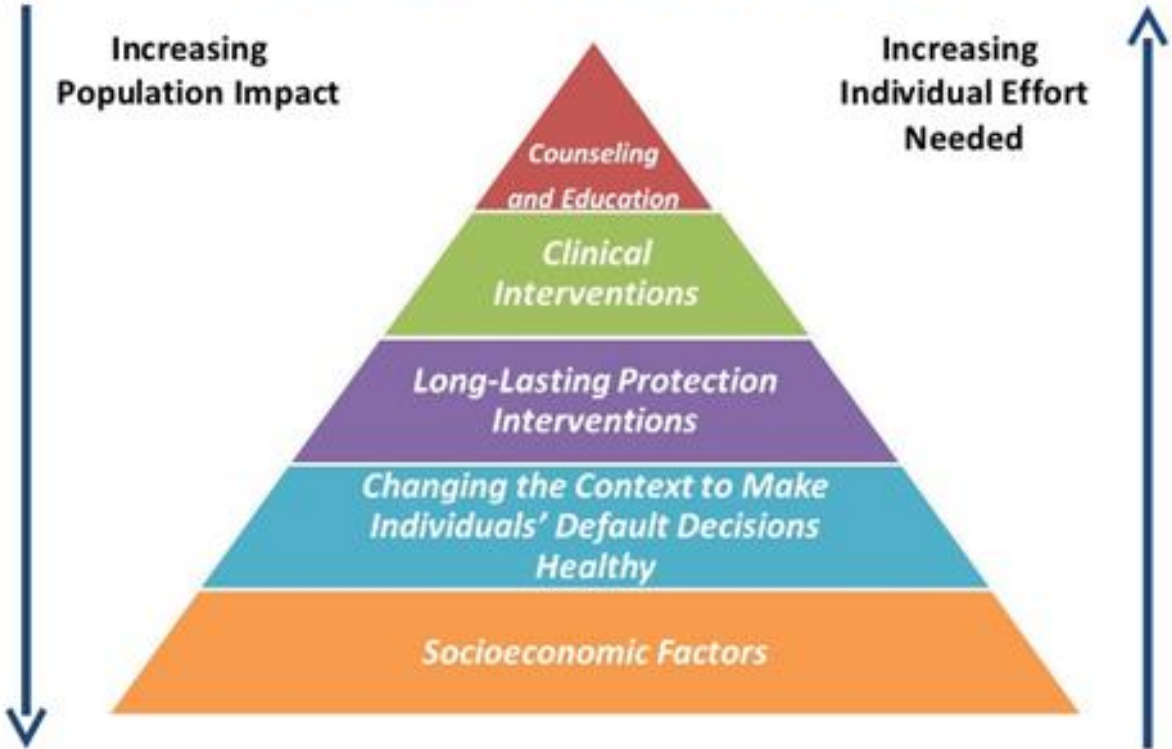 Increasing
Population Impact
Increasing
Individual Effort
Needed
Counseling
and Education
Clinical
Interventions
Long-Lasting Protection
Interventions
Changing the Context to Make
Individuals’ Default Decisions
Healthy
Socioeconomic Factors